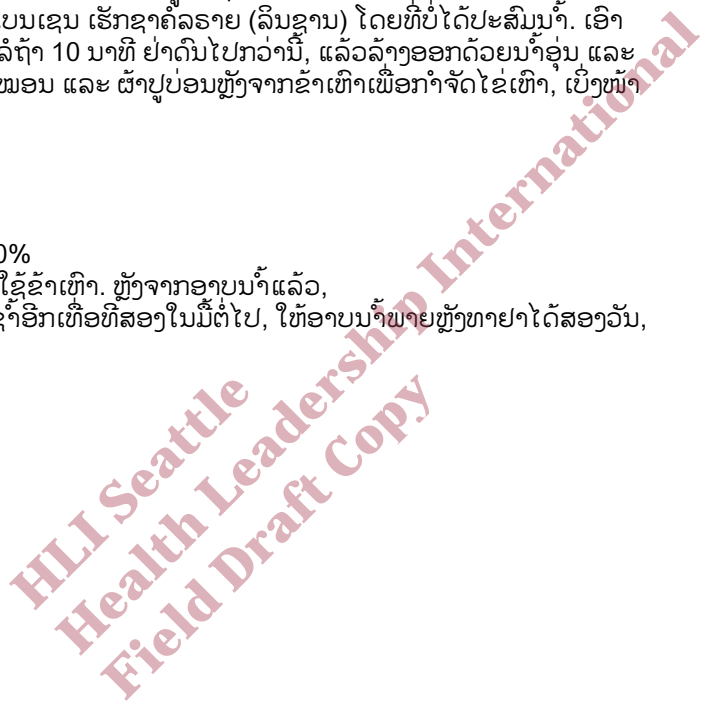 ເບນເຊນ ເຮັກຊາຄໍລຣາຍ (ລິນຊານ) ໂດຍທີ່ບໍ່ໄດ້ປະສົມນໍ້າ. ເອົາ
ລໍຖ້າ 10 ນາທີ ຢ່າດົນໄປກວ່ານີ້, ແລ້ວລ້າງອອກດ້ວຍນໍ້າອຸ່ນ ແລະ
ໝອນ ແລະ ຜ້າປູບ່ອນຫຼັງຈາກຂ້າເຫົາເພື່ອກໍາຈັດໄຂ່ເຫົາ, ເບິ່ງໜ້າ
0%
ໃຊ້ຂ້າເຫົາ. ຫຼັງຈາກອາບນໍ້າແລ້ວ,
ຊໍ້າອີກເທື່ອທີ່ສອງໃນມື້ຕໍ່ໄປ, ໃຫ້ອາບນໍ້າພາຍຫຼັງທາຢາໄດ້ສອງວັນ,
HLI Seattle
Health Leadership International
Field Draft Copy